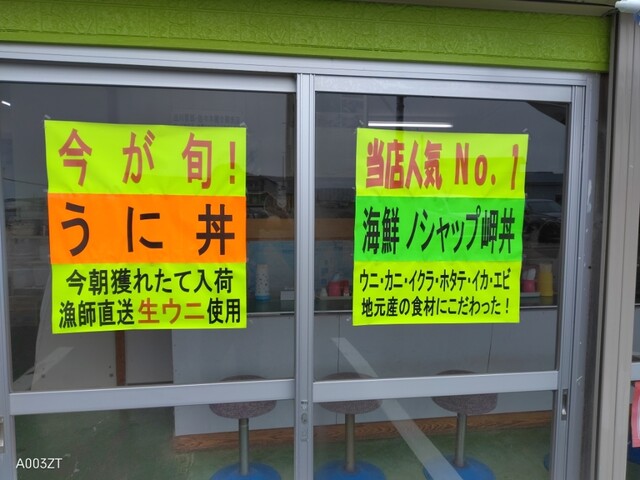 今が旬!
うに丼
今朝獲れたて入荷
漁師直送生ウニ使用
当店人気 No.1
海鮮 ノシャップ岬丼
ウニ・カニ・イクラ・ホタテ・イカ・エビ
地元産の食材にこだわった!
A003ZT